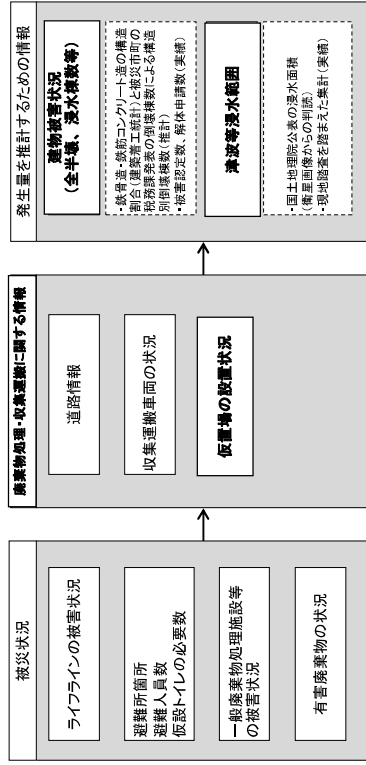 被災状況
ライフラインの被害状況
避難所箇所
避難人員数
仮設トイレの必要数
一般廃棄物処理施設等
の被害状況
有害廃棄物の状況
廃棄物処理・収集運搬に関する情報
道路情報
収集運搬車両の状況
仮置場の設置状況
発生量を推計するための情報
建物被害状況
(全半壊、浸水棟数等)
・鉄骨造・鉄筋コンクリート造の構造
割合(建築着工統計)と被災市町の
税務課発表の倒壊棟数による構造
別倒壊棟数(推計)
・被害認定数、解体申請数(実績)
津波等浸水範囲
・国土地理院公表の浸水面積
(衛星画像からの判読)
・現地踏査を踏まえた集計(実績)